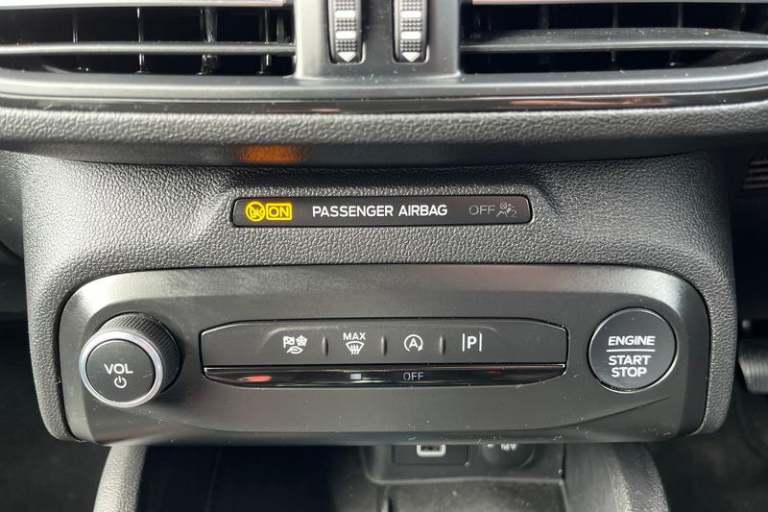 ON PASSENGER AIRBAG OFF
MAX
A
P
VOL
OFF
ENGINE
START
STOP